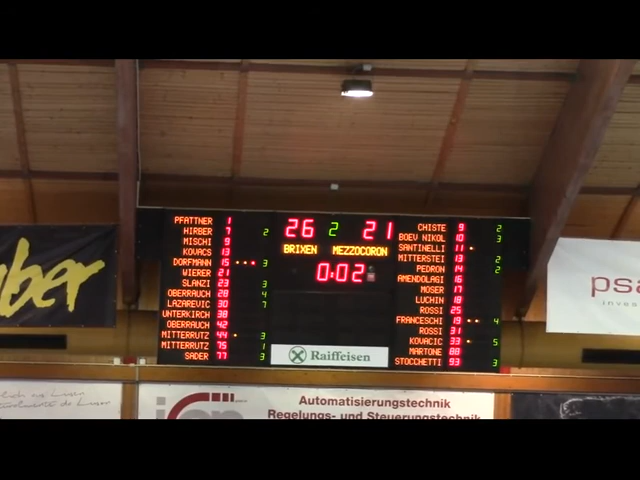 26 2 21
BRIXEN MEZZOCORON
0:02
PFATTNER 1
HIRBER 7 2
MISCHI 9
KOVACS 13
DORFMANN 15 3
WIERER 21
SLANZI 23 3
OBERRAUCH 28 4
LAZAREVIC 30 7
UNTERKIRCH 38
OBERRAUCH 42
MITTERRUTZ 44 3
MITTERRUTZ 75 1
SADER 77 3
CHISTE 9 2
BOEV NIKOL 10 3
SANTINELLI 11
MITTERSTEI 13 2
PEDRON 14 2
AMENDOLAGI 16
MOSER 17
LUCHIN 18
ROSSI 25
FRANCESCHI 19 4
ROSSI 31
KOVACIC 33 5
MARTONE 88
STOCCHETTI 93 3
Raiffeisen
uber
psa
inves
Automatisierungstechnik
Regelungs- und Steuerungstechnik